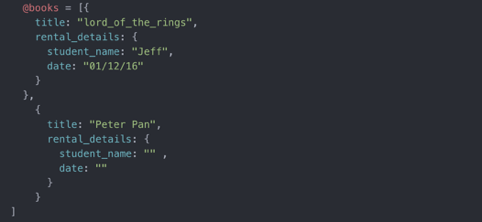 @books = [{
title: "lord_of_the_rings",
rental_details: {
student_name: "Jeff",
date: "01/12/16"
}
},
{
title: "Peter Pan",
rental_details: {
student_name: "" ,
date: ""
}
}
]